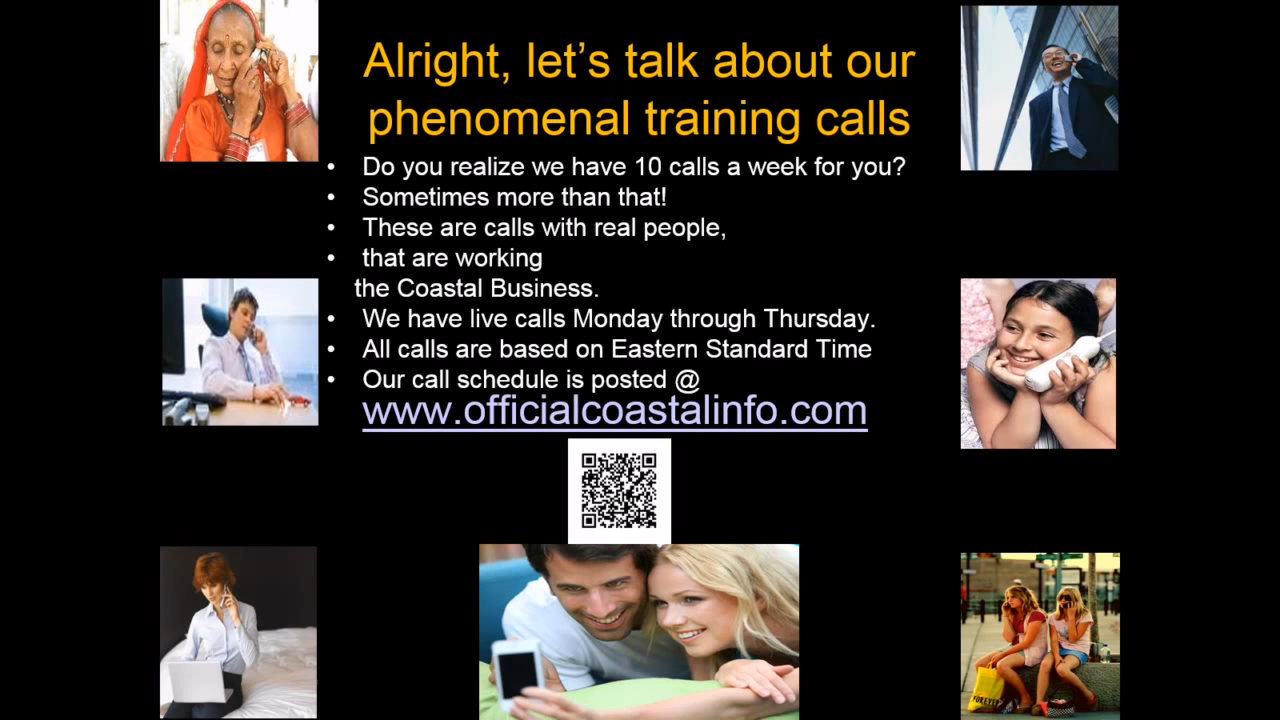 Alright, let’s talk about our
phenomenal training calls
• Do you realize we have 10 calls a week for you?
• Sometimes more than that!
• These are calls with real people,
• that are working
the Coastal Business.
• We have live calls Monday through Thursday.
• All calls are based on Eastern Standard Time
• Our call schedule is posted @
www.officialcoastalinfo.com
FOREVER